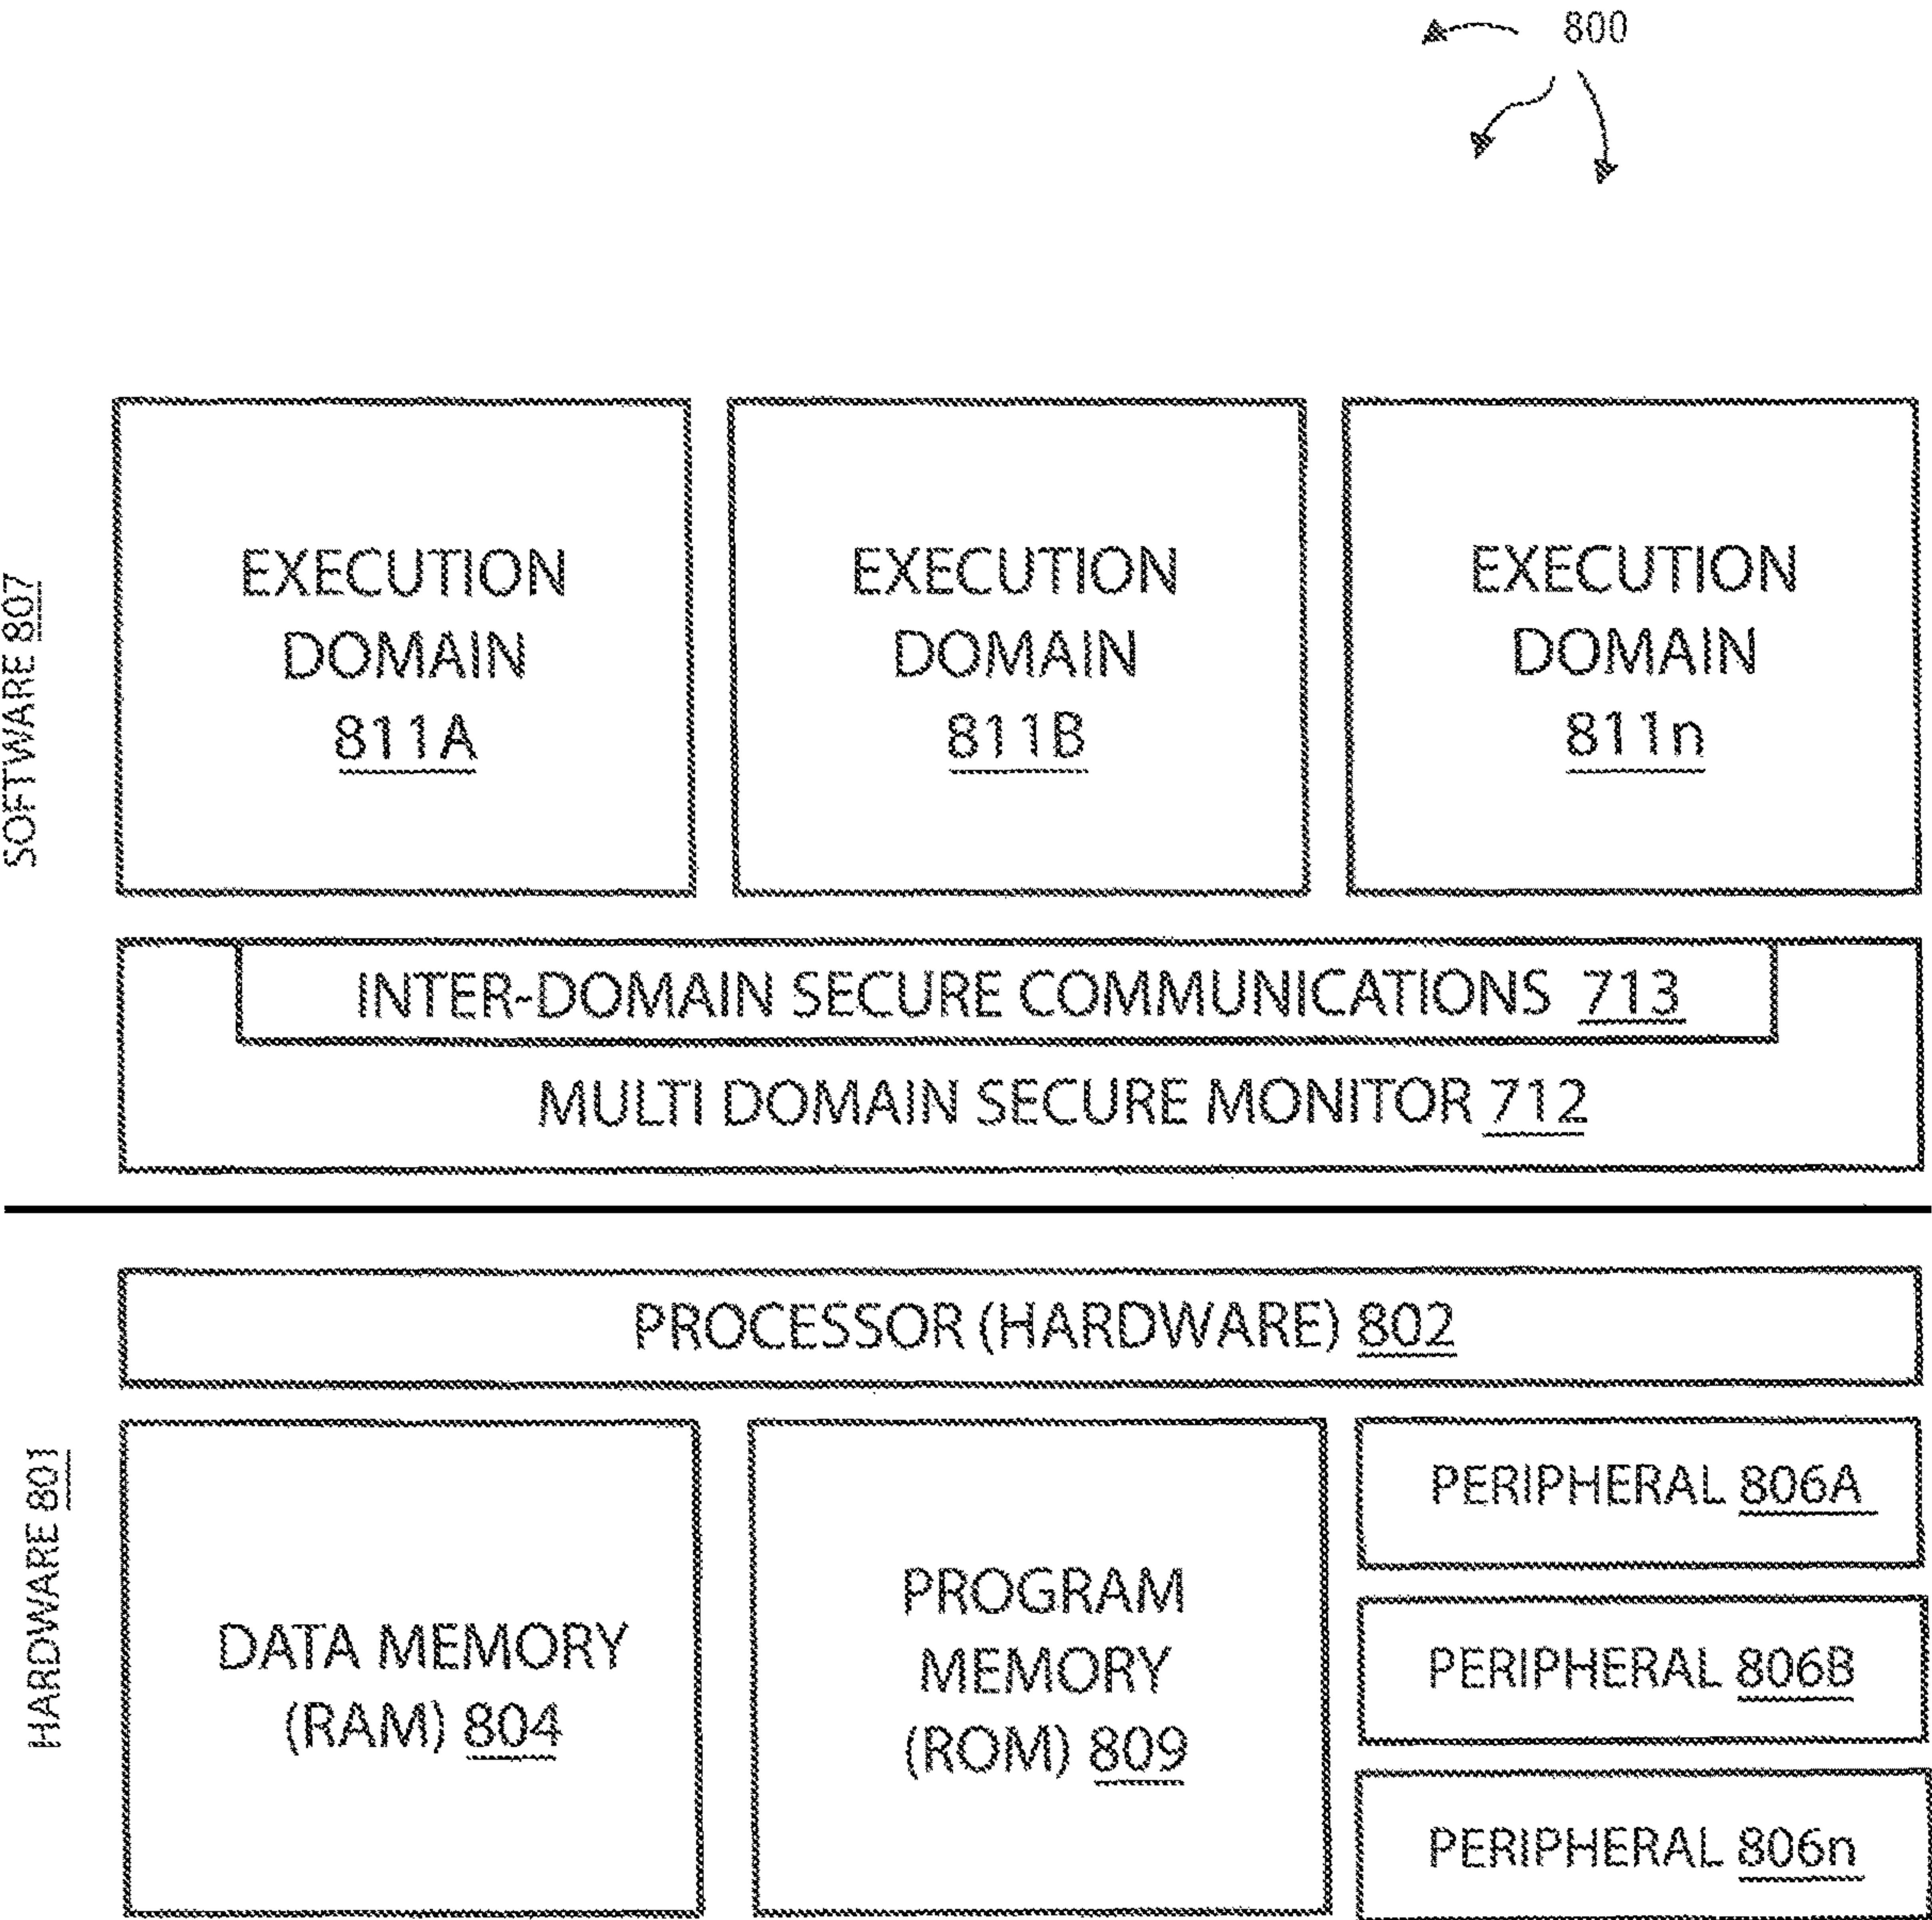 800
SOFTWARE 807
EXECUTION
DOMAIN
811A
EXECUTION
DOMAIN
811B
EXECUTION
DOMAIN
811n
INTER-DOMAIN SECURE COMMUNICATIONS 713
MULTI DOMAIN SECURE MONITOR 712
HARDWARE 801
PROCESSOR (HARDWARE) 802
DATA MEMORY
(RAM) 804
PROGRAM
MEMORY
(ROM) 809
PERIPHERAL 806A
PERIPHERAL 806B
PERIPHERAL 806n